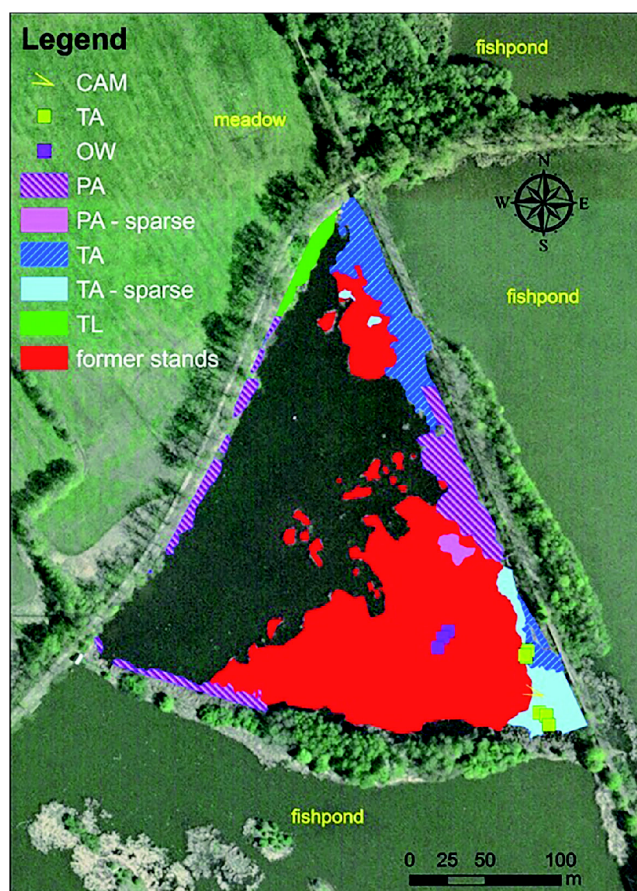 Legend
CAM
TA
OW
PA
PA - sparse
TA
TA - sparse
TL
former stands
fishpond
meadow
N
W E
S
fishpond
fishpond
0 25 50 100
m